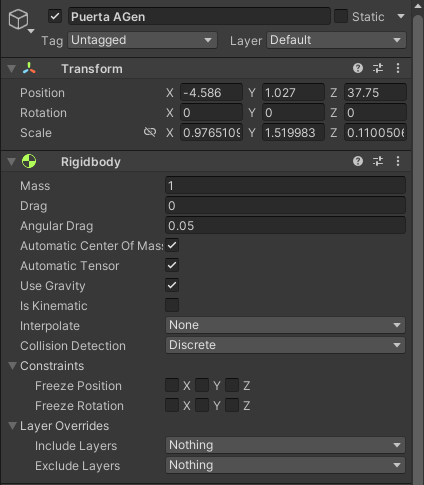 Puerta AGen Static
Tag Untagged Layer Default
Transform
Position X -4.586 Y 1.027 Z 37.75
Rotation X 0 Y 0 Z 0
Scale X 0.9765109 Y 1.519983 Z 0.1100506
Rigidbody
Mass 1
Drag 0
Angular Drag 0.05
Automatic Center Of Mass
Automatic Tensor
Use Gravity
Is Kinematic
Interpolate None
Collision Detection Discrete
Constraints
Freeze Position X Y Z
Freeze Rotation X Y Z
Layer Overrides
Include Layers Nothing
Exclude Layers Nothing